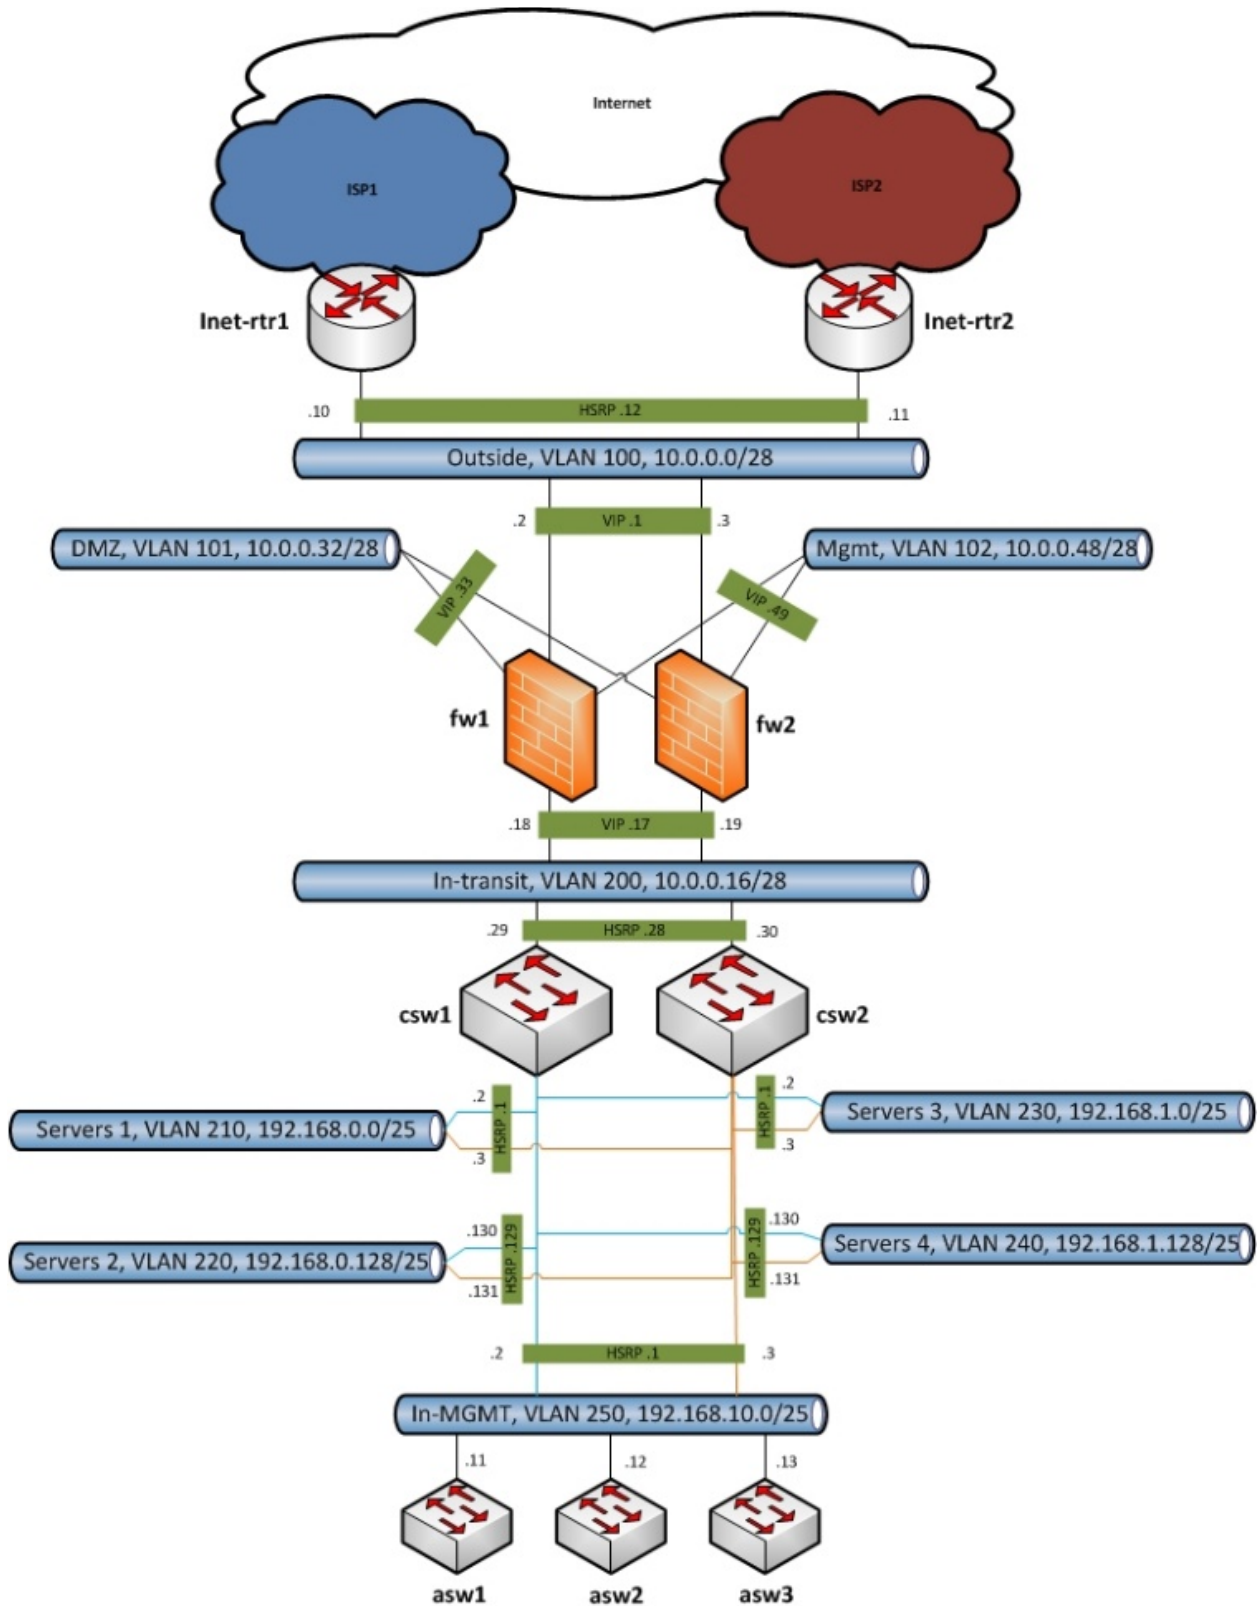 Internet
ISP1
ISP2
Inet-rtr1
Inet-rtr2
.10
HSRP .12
.11
Outside, VLAN 100, 10.0.0.0/28
.2
VIP .1
.3
DMZ, VLAN 101, 10.0.0.32/28
Mgmt, VLAN 102, 10.0.0.48/28
VIP .33
VIP .49
fw1
fw2
.18
VIP .17
.19
In-transit, VLAN 200, 10.0.0.16/28
.29
HSRP .28
.30
csw1
csw2
.2
HSRP .1
.3
Servers 1, VLAN 210, 192.168.0.0/25
HSRP .1
.2
.3
Servers 3, VLAN 230, 192.168.1.0/25
.130
HSRP .129
.131
Servers 2, VLAN 220, 192.168.0.128/25
HSRP .129
.130
.131
Servers 4, VLAN 240, 192.168.1.128/25
.2
HSRP .1
.3
In-MGMT, VLAN 250, 192.168.10.0/25
.11
.12
.13
asw1
asw2
asw3